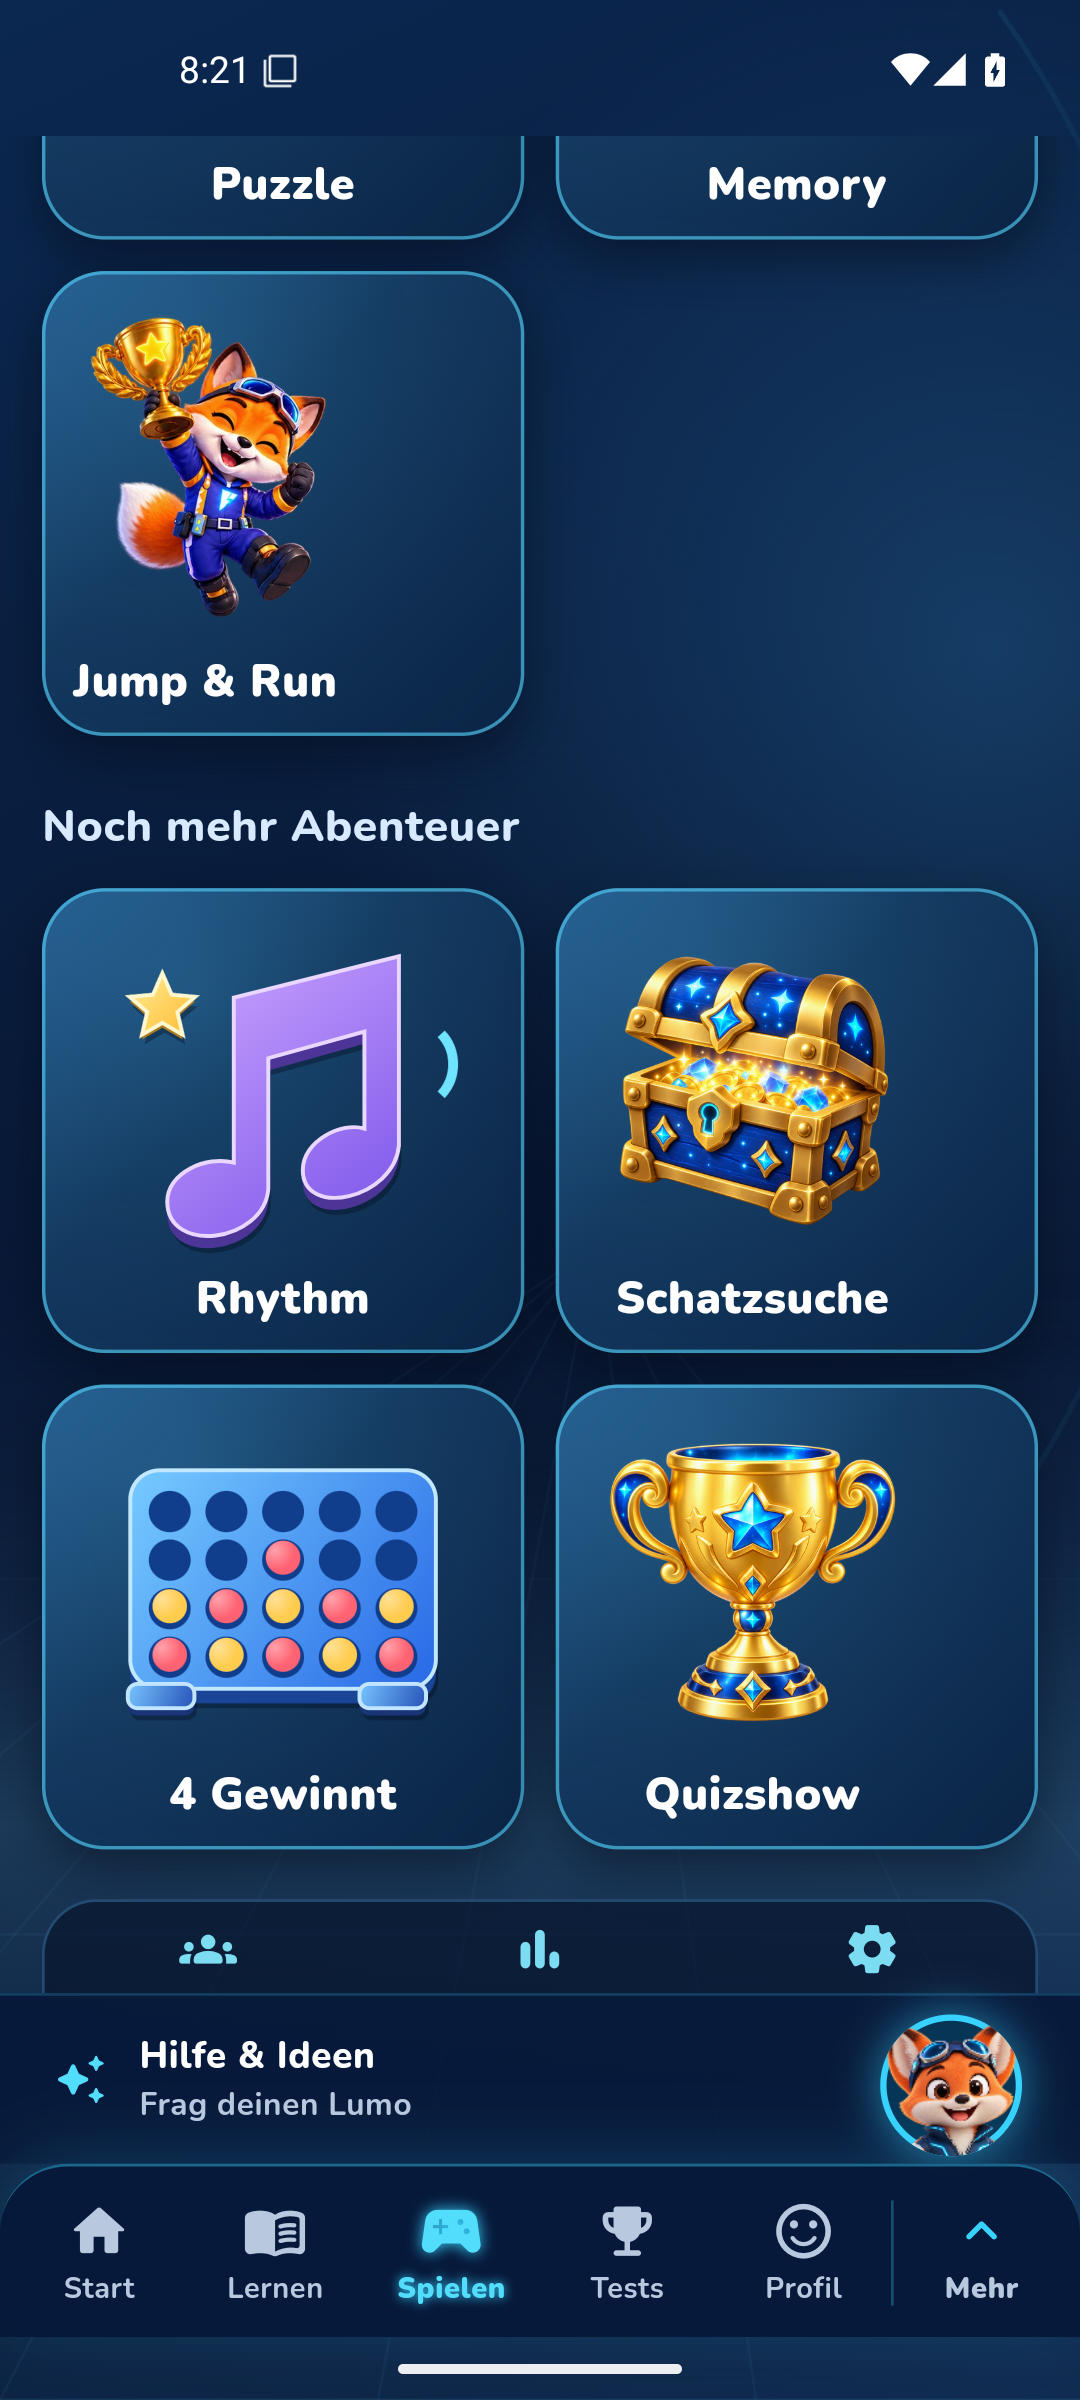 8:21
Puzzle
Memory
Jump & Run
Noch mehr Abenteuer
Rhythm
Schatzsuche
4 Gewinnt
Quizshow
Hilfe & Ideen
Frag deinen Lumo
Start
Lernen
Spielen
Tests
Profil
Mehr